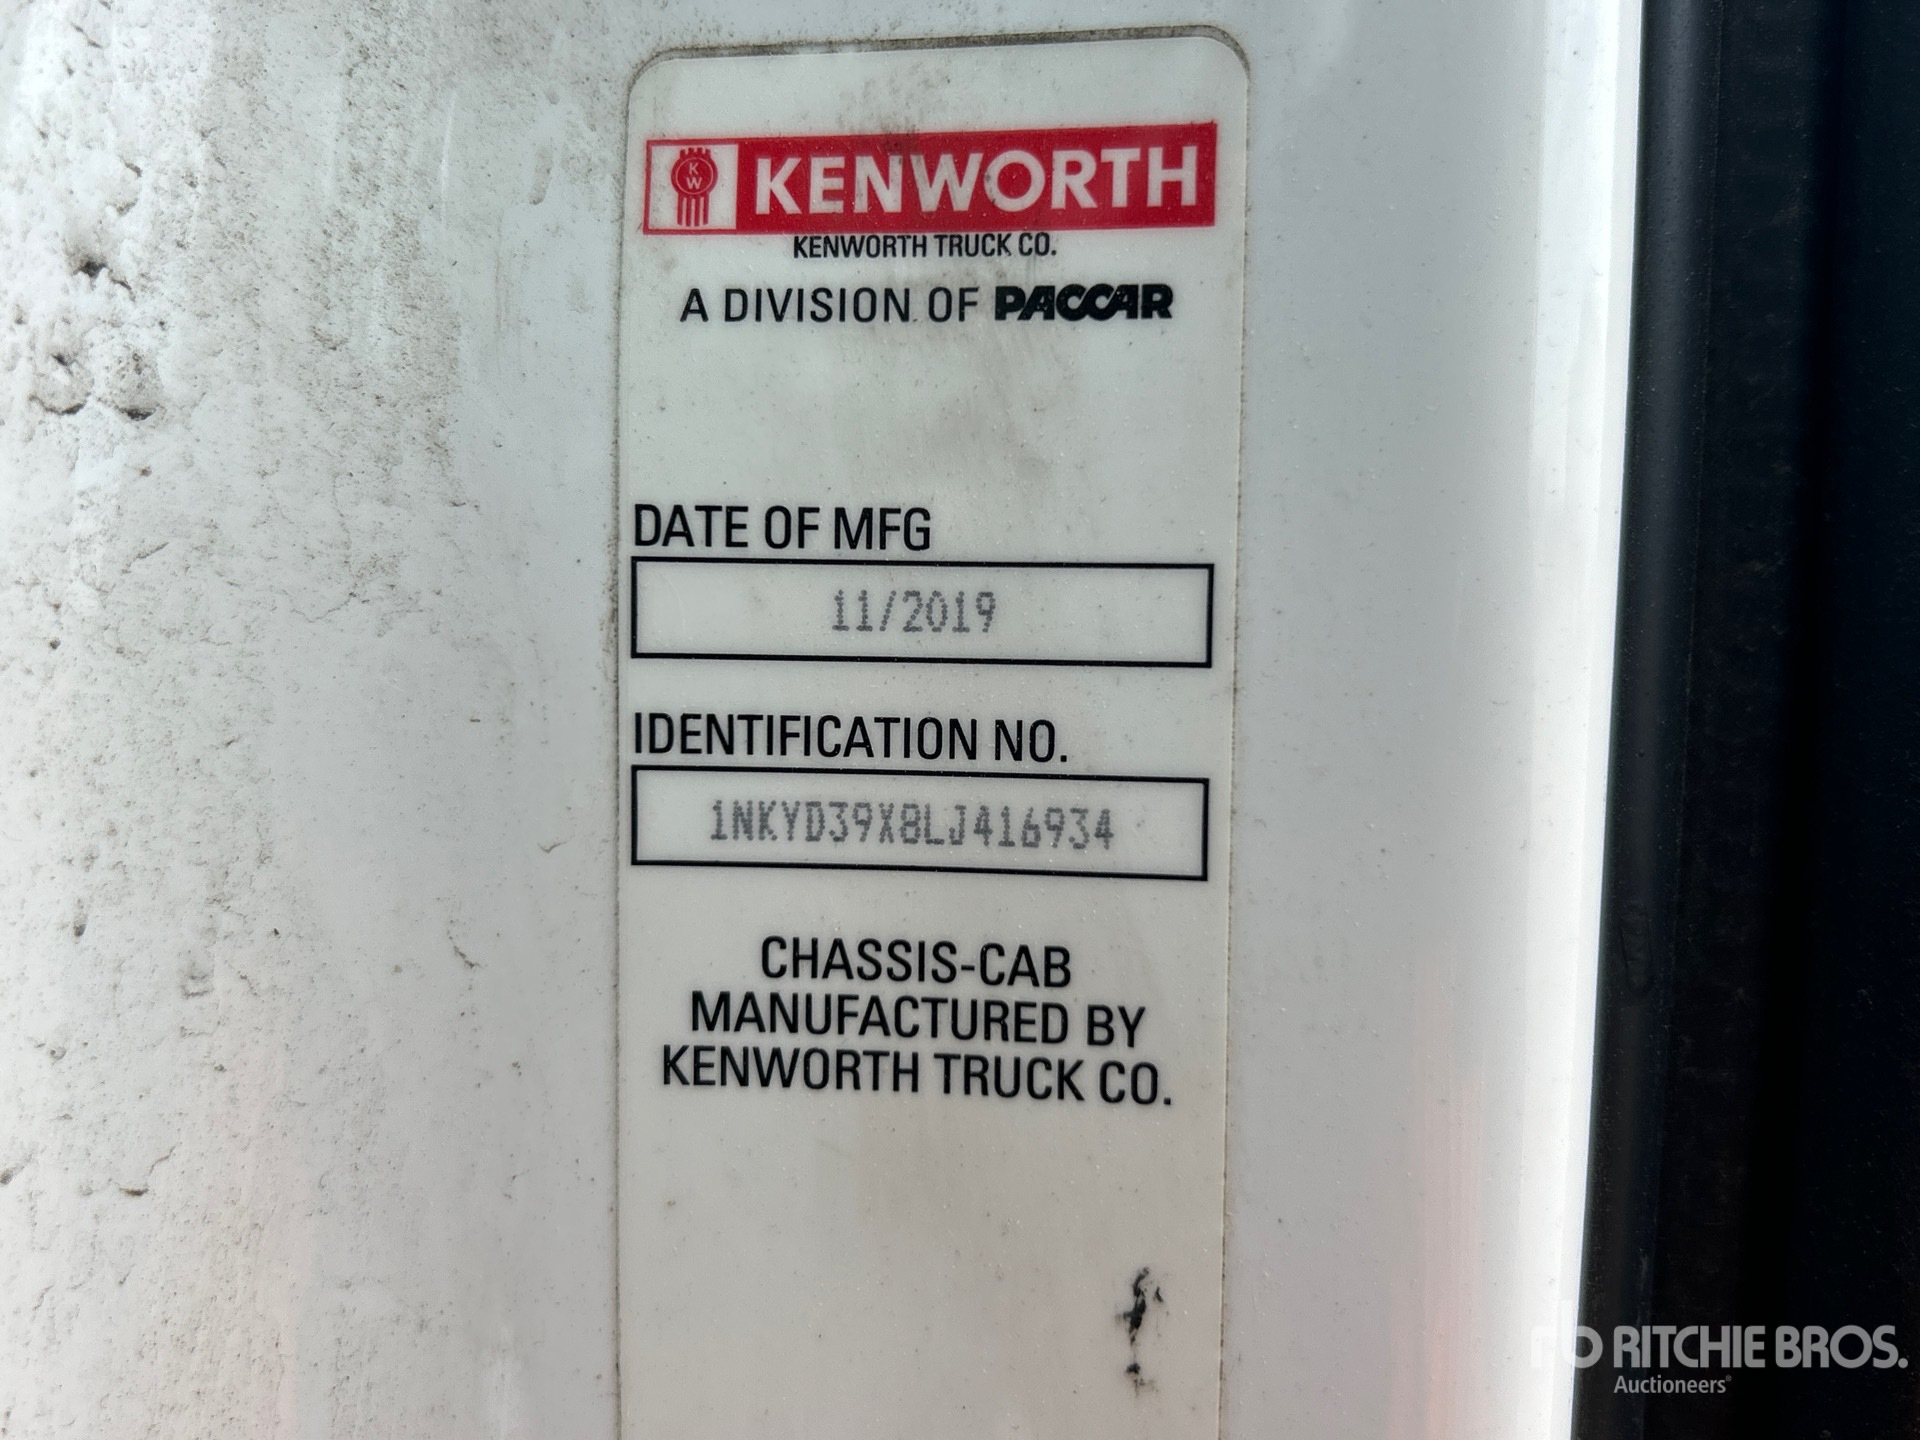 KW KENWORTH
KENWORTH TRUCK CO.
A DIVISION OF PACCAR
DATE OF MFG
11/2019
IDENTIFICATION NO.
1NKYD39X8LJ416934
CHASSIS-CAB
MANUFACTURED BY
KENWORTH TRUCK CO.
RITCHIE BROS.
Auctioneers®